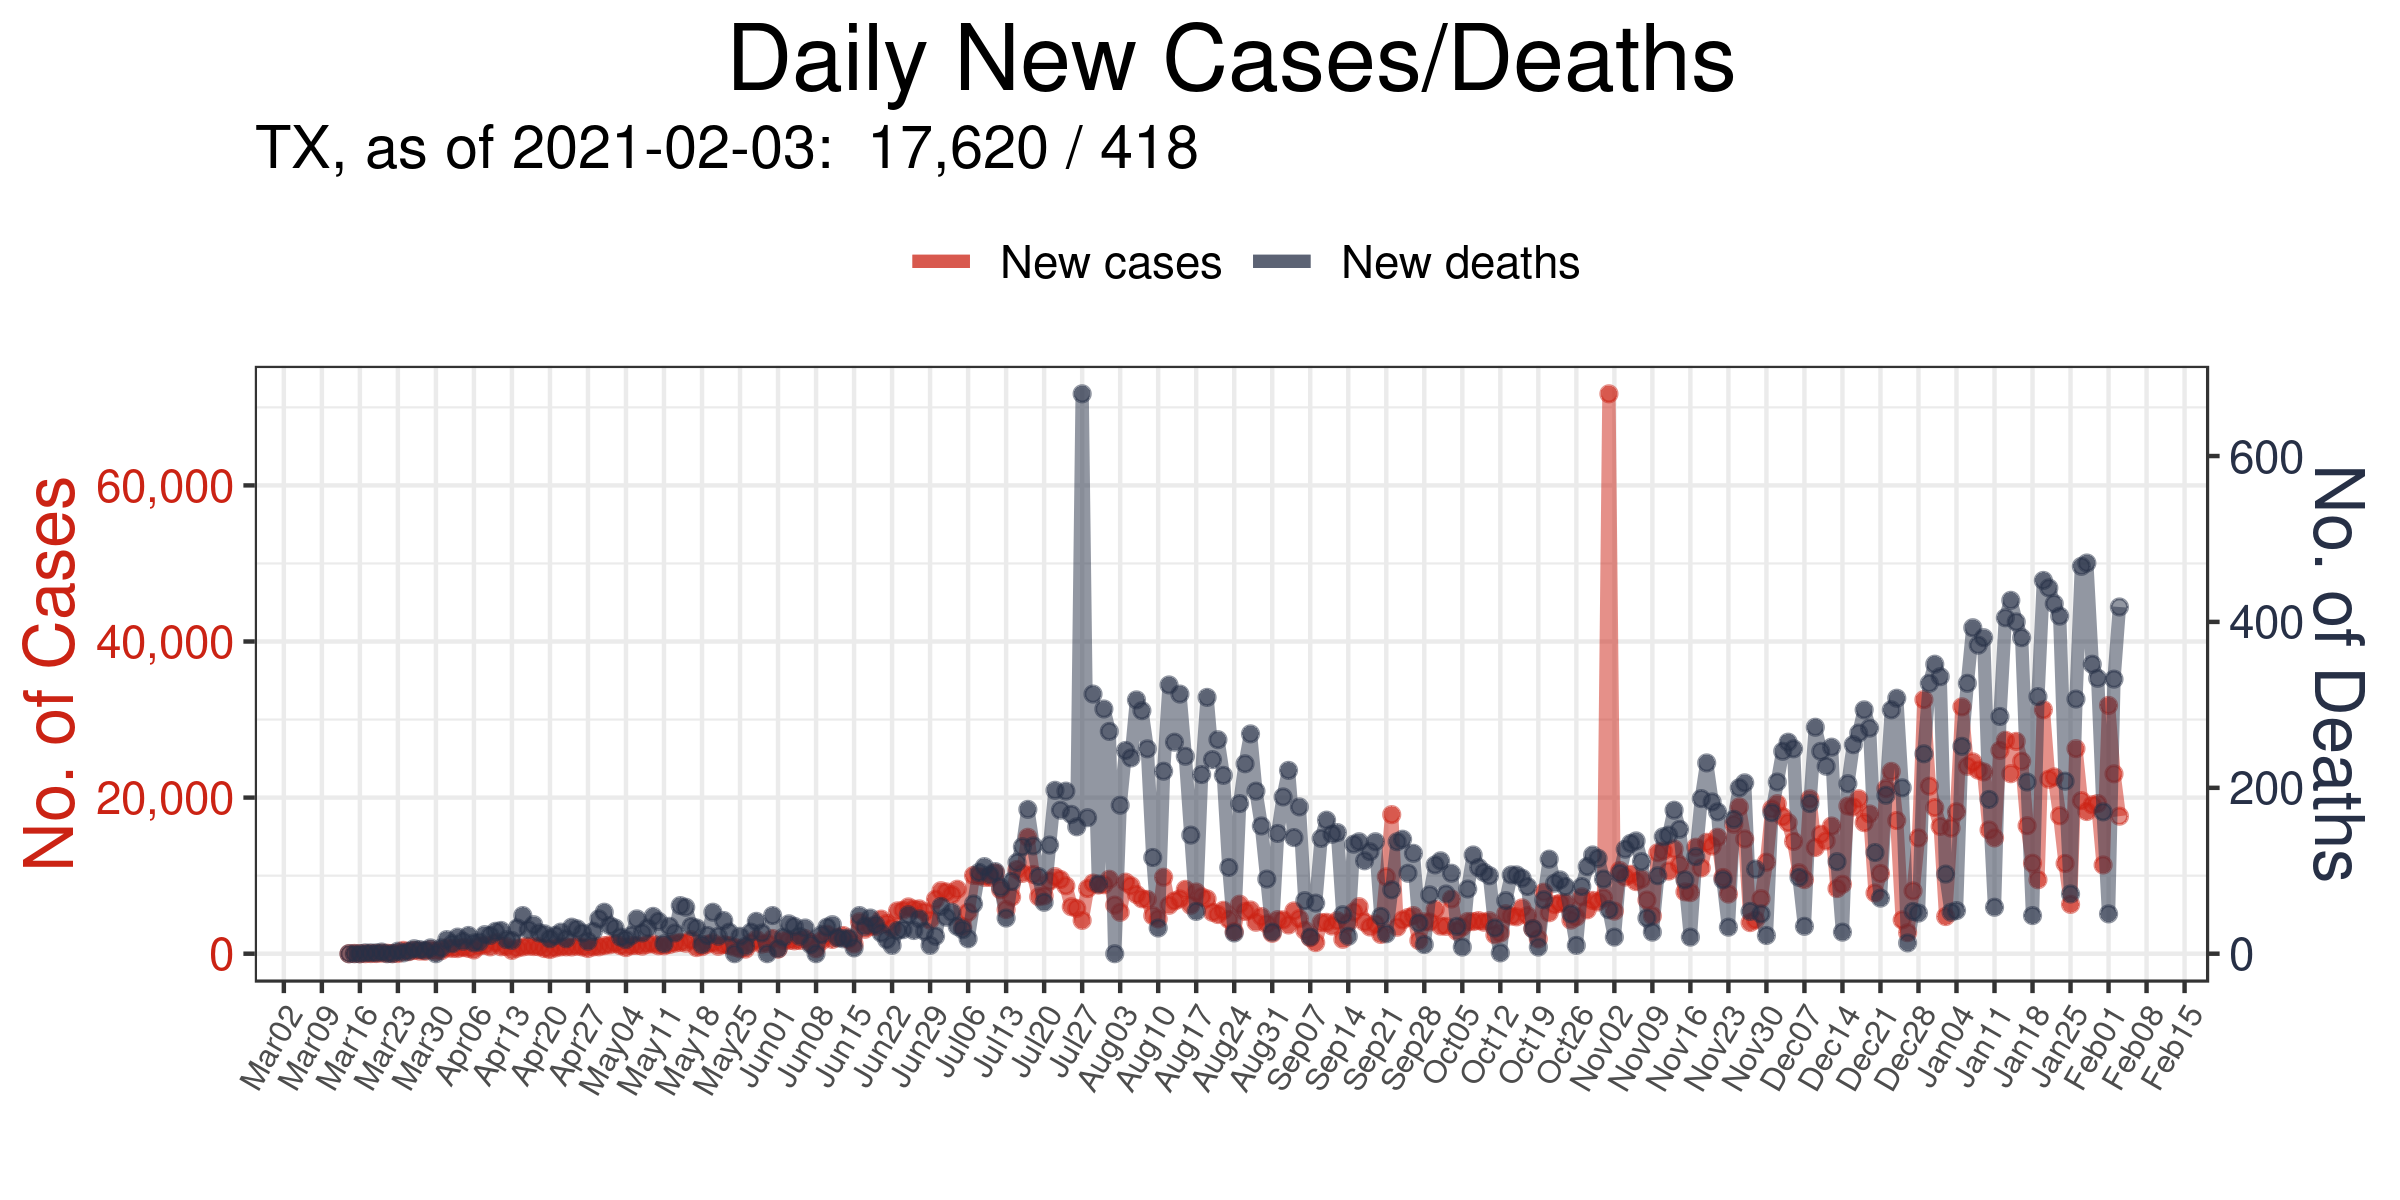 Daily New Cases/Deaths
TX, as of 2021-02-03:  17,620 / 418
New cases
New deaths
No. of Cases
60,000
40,000
20,000
0
600
400
200
0
No. of Deaths
Mar02
Mar09
Mar16
Mar23
Mar30
Apr06
Apr13
Apr20
Apr27
May04
May11
May18
May25
Jun01
Jun08
Jun15
Jun22
Jun29
Jul06
Jul13
Jul20
Jul27
Aug03
Aug10
Aug17
Aug24
Aug31
Sep07
Sep14
Sep21
Sep28
Oct05
Oct12
Oct19
Oct26
Nov02
Nov09
Nov16
Nov23
Nov30
Dec07
Dec14
Dec21
Dec28
Jan04
Jan11
Jan18
Jan25
Feb01
Feb08
Feb15